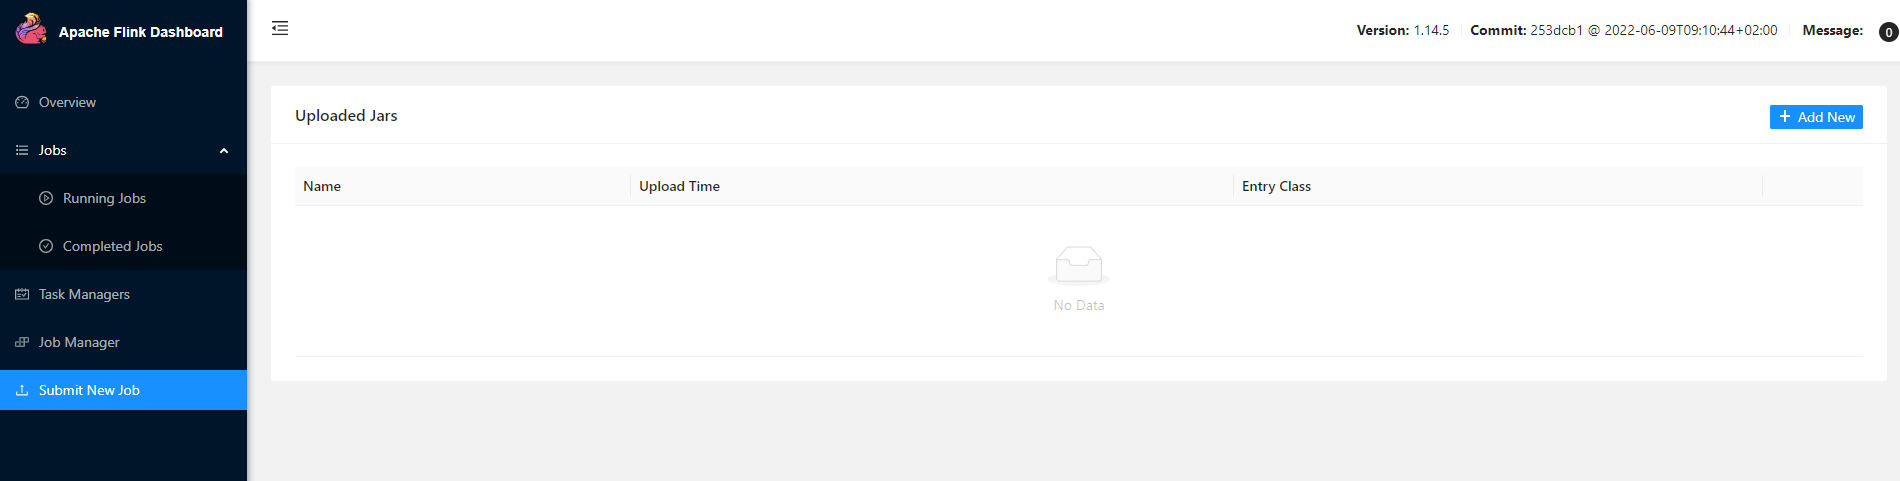 Apache Flink Dashboard
Version: 1.14.5 Commit: 253dcb1 @ 2022-06-09T09:10:44+02:00 Message: 0
Overview
Jobs
Running Jobs
Completed Jobs
Task Managers
Job Manager
Submit New Job
Uploaded Jars
+ Add New
Name Upload Time Entry Class
No Data